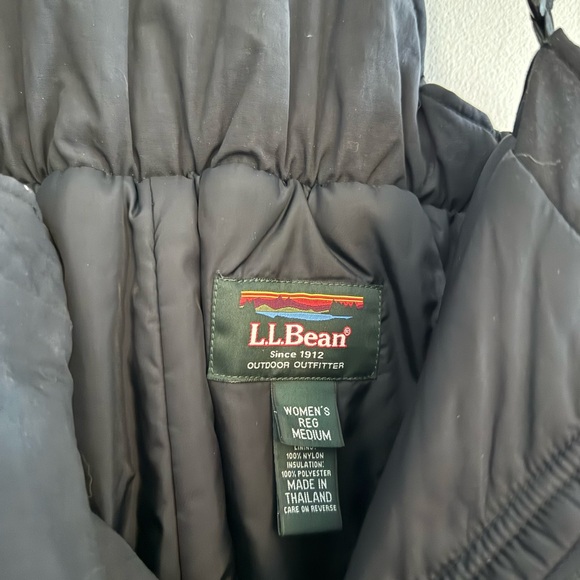 L.L.Bean®
Since 1912
OUTDOOR OUTFITTER
WOMEN'S
REG
MEDIUM
LINING:
100% NYLON
INSULATION:
100% POLYESTER
MADE IN
THAILAND
CARE ON REVERSE